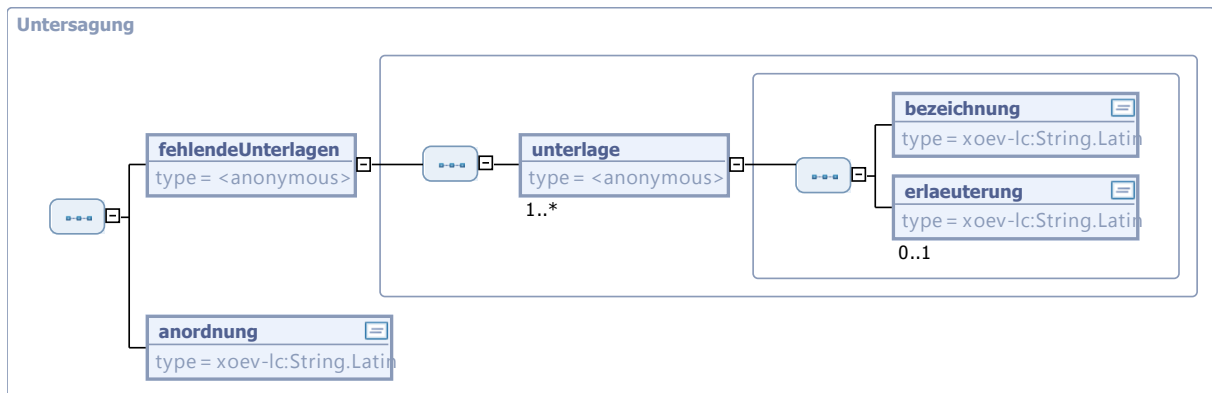 Untersagung
fehlendeUnterlagen
type = <anonymous>
unterlage
type = <anonymous>
1..*
bezeichnung
type = xoev-lc:String.Latin
erlaeuterung
type = xoev-lc:String.Latin
0..1
anordnung
type = xoev-lc:String.Latin